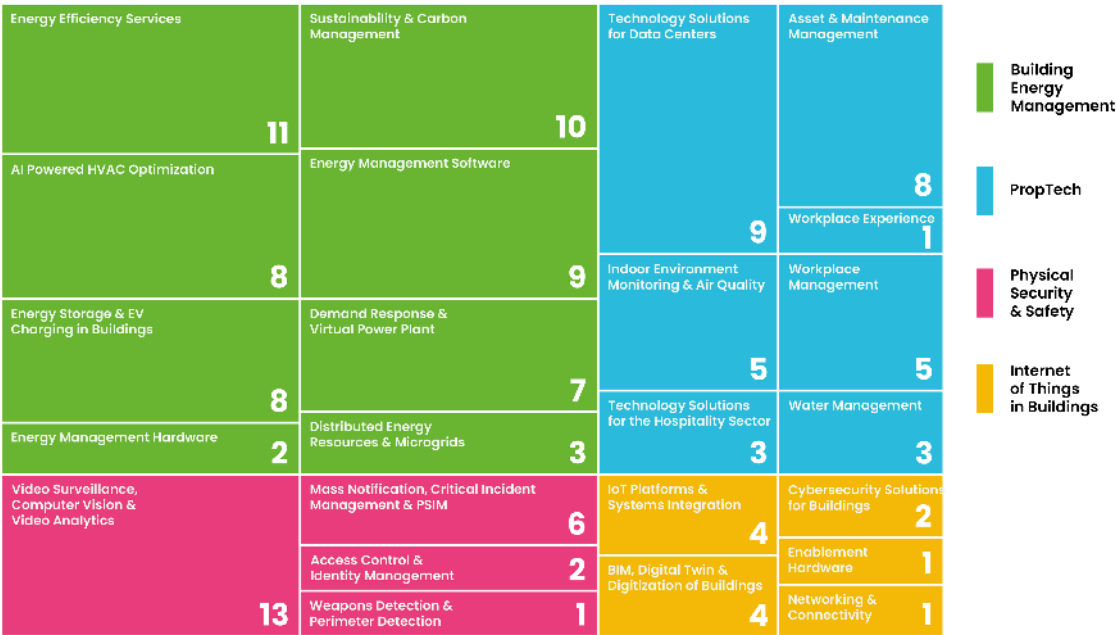 Energy Efficiency Services
11
AI Powered HVAC Optimization
8
Energy Storage & EV
Charging in Buildings
8
Energy Management Hardware
2
Sustainability & Carbon
Management
10
Energy Management Software
9
Demand Response &
Virtual Power Plant
7
Distributed Energy
Resources & Microgrids
3
Technology Solutions
for Data Centers
9
Indoor Environment
Monitoring & Air Quality
5
Technology Solutions
for the Hospitality Sector
3
Asset & Maintenance
Management
8
Workplace Experience
1
Workplace
Management
5
Water Management
3
Video Surveillance,
Computer Vision &
Video Analytics
13
Mass Notification, Critical Incident
Management & PSIM
6
Access Control &
Identity Management
2
Weapons Detection &
Perimeter Detection
1
IoT Platforms &
Systems Integration
4
BIM, Digital Twin &
Digitization of Buildings
4
Cybersecurity Solutions
for Buildings
2
Enablement
Hardware
1
Networking &
Connectivity
1
Building
Energy
Management
PropTech
Physical
Security
& Safety
Internet
of Things
in Buildings